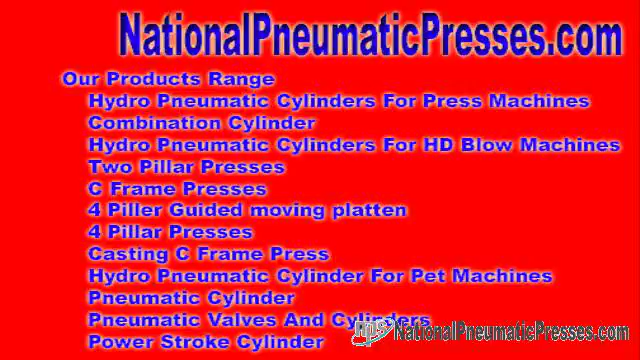 NationalPneumaticPresses.com
Our Products Range
Hydro Pneumatic Cylinders For Press Machines
Combination Cylinder
Hydro Pneumatic Cylinders For HD Blow Machines
Two Pillar Presses
C Frame Presses
4 Piller Guided moving platten
4 Pillar Presses
Casting C Frame Press
Hydro Pneumatic Cylinder For Pet Machines
Pneumatic Cylinder
Pneumatic Valves And Cylinders
NationalPneumaticPresses.com
Power Stroke Cylinder